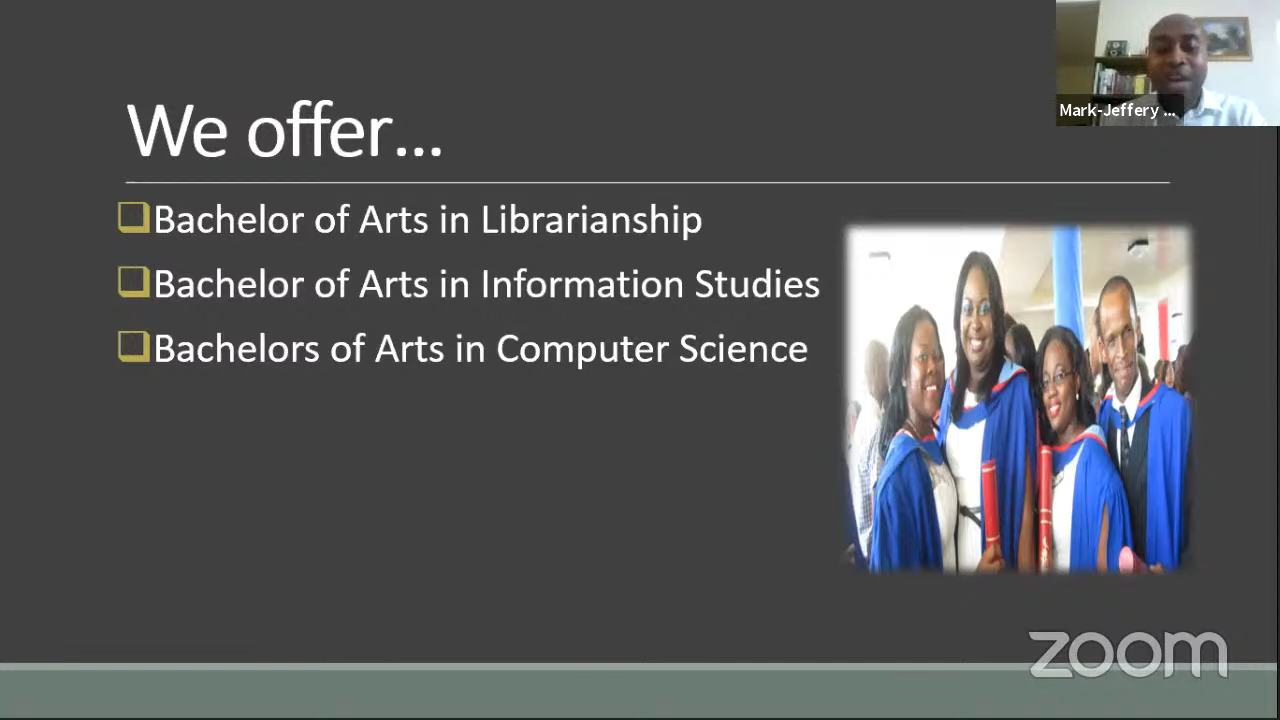 Mark-Jeffery ...
We offer...
Bachelor of Arts in Librarianship
Bachelor of Arts in Information Studies
Bachelors of Arts in Computer Science
zoom